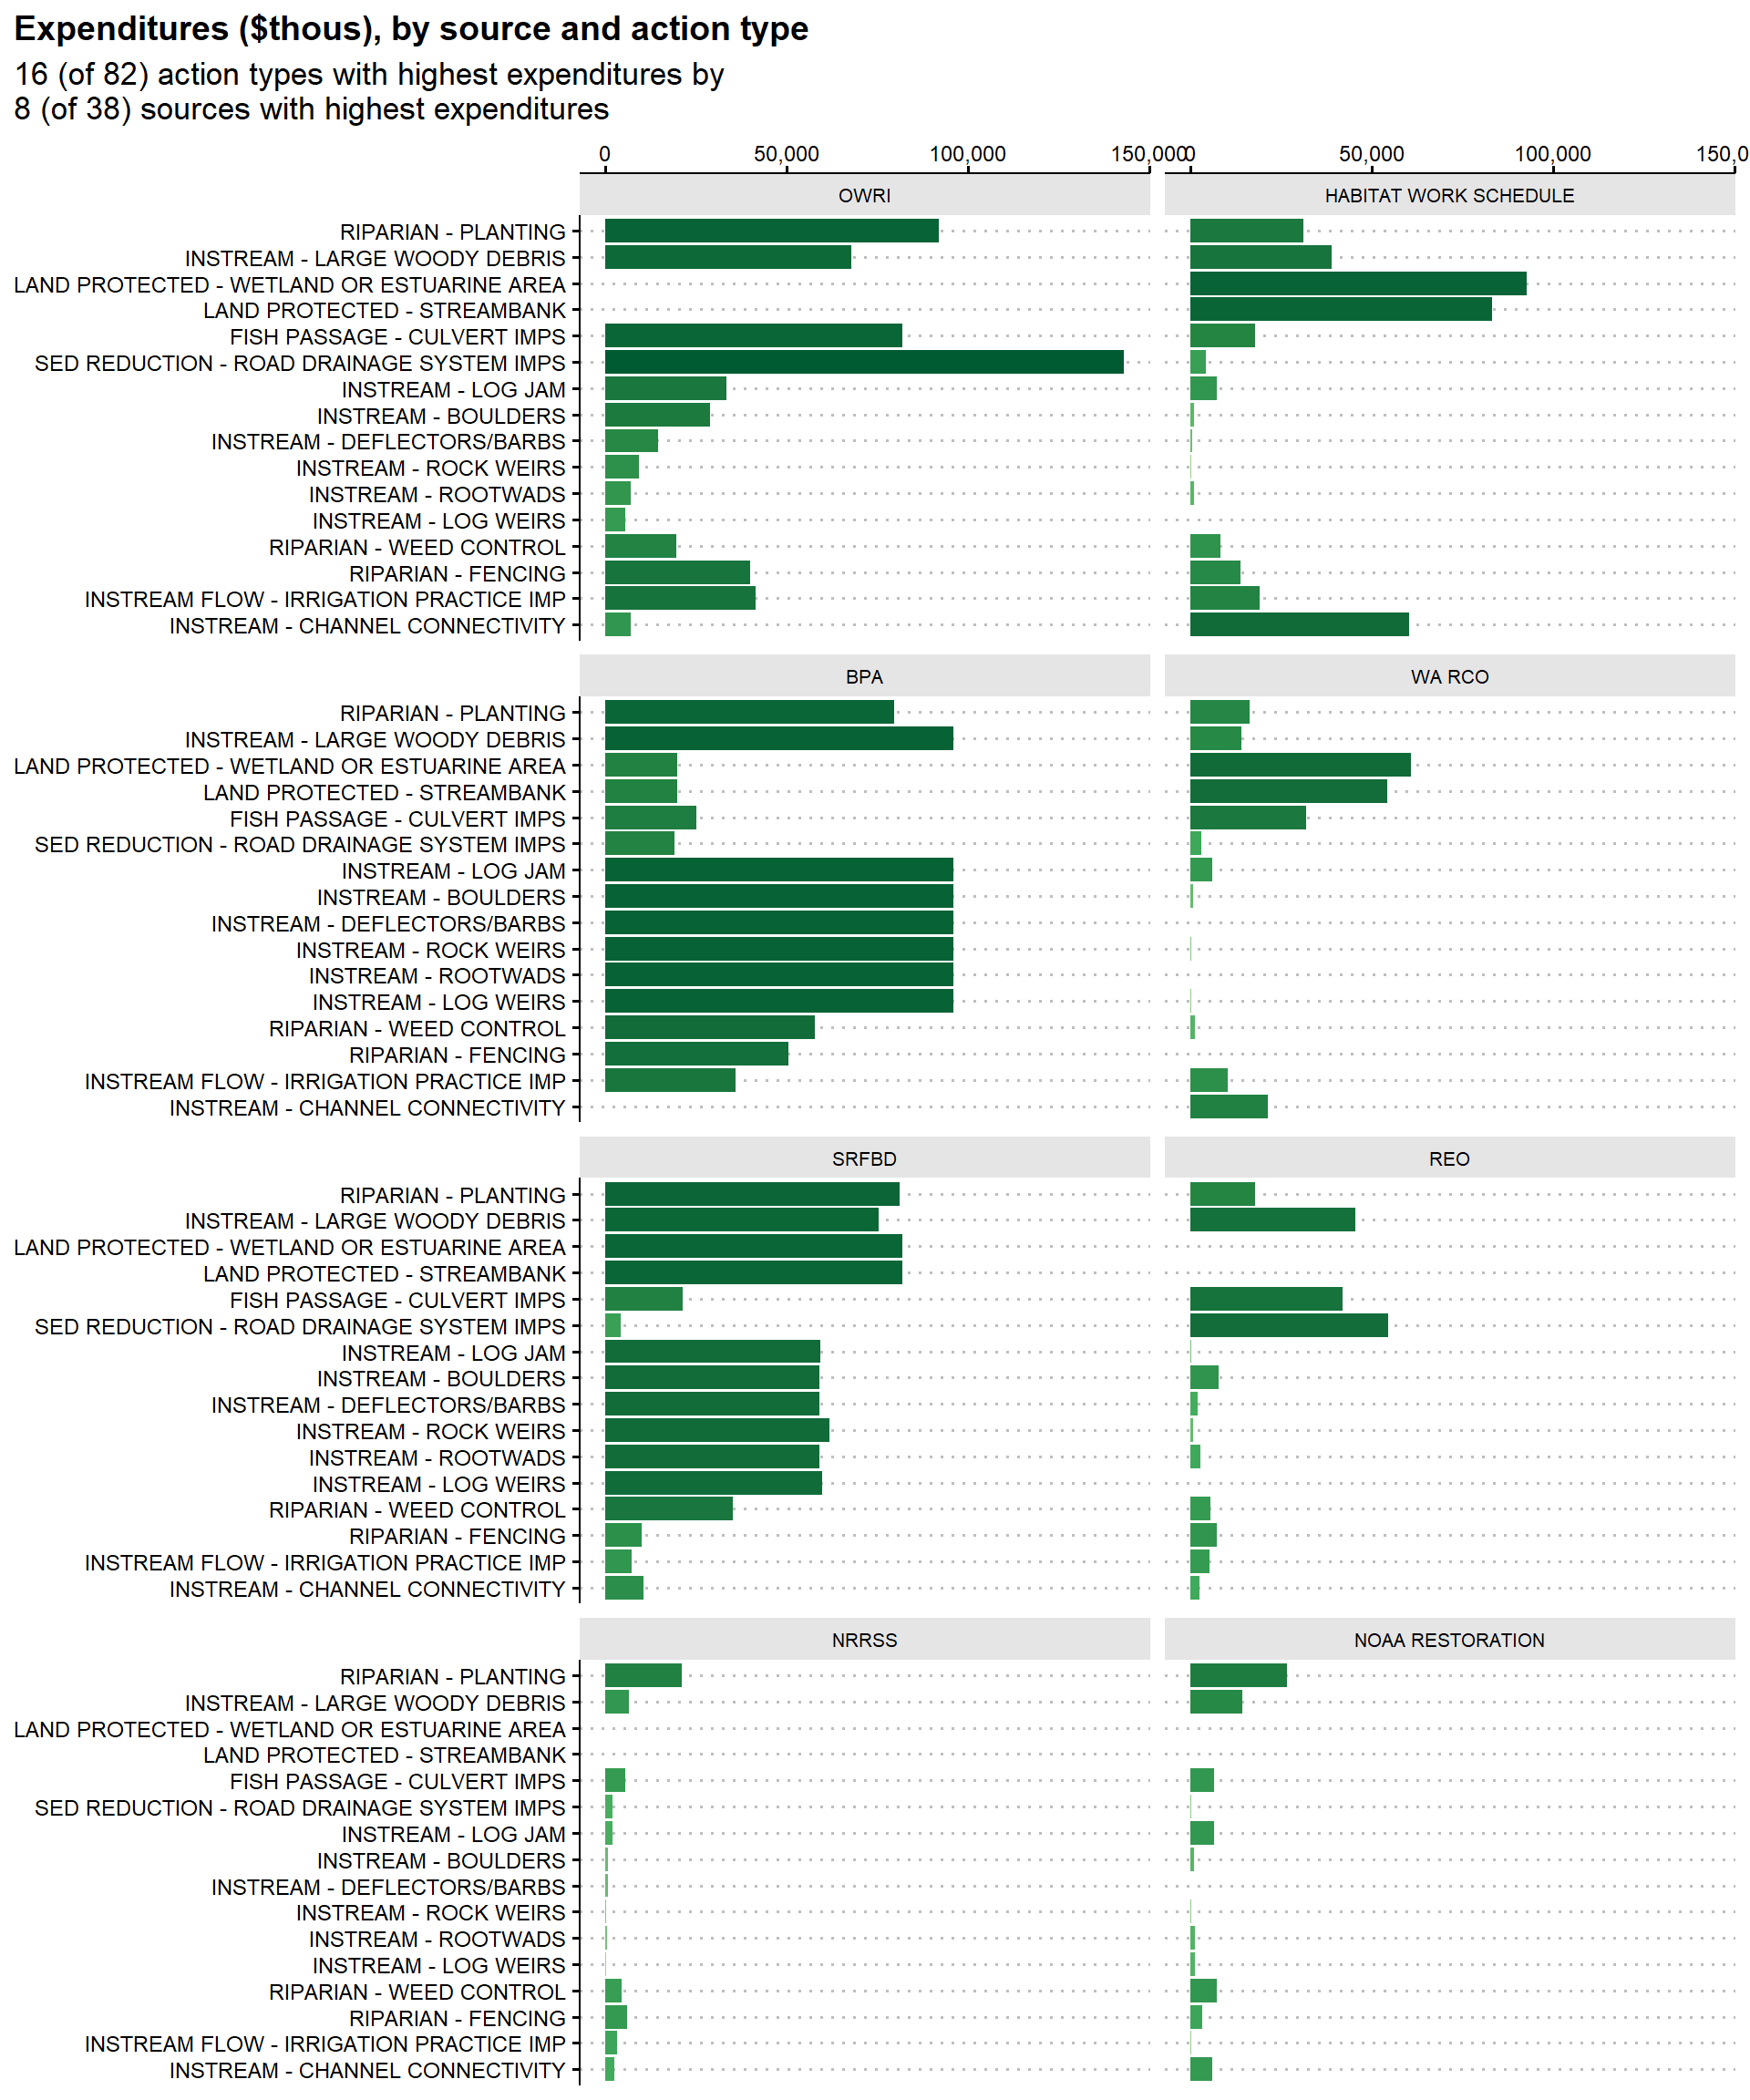 Expenditures ($thous), by source and action type
16 (of 82) action types with highest expenditures by
8 (of 38) sources with highest expenditures
0 50,000 100,000 150,000 0 50,000 100,000 150,0
OWRI HABITAT WORK SCHEDULE
RIPARIAN - PLANTING
INSTREAM - LARGE WOODY DEBRIS
LAND PROTECTED - WETLAND OR ESTUARINE AREA
LAND PROTECTED - STREAMBANK
FISH PASSAGE - CULVERT IMPS
SED REDUCTION - ROAD DRAINAGE SYSTEM IMPS
INSTREAM - LOG JAM
INSTREAM - BOULDERS
INSTREAM - DEFLECTORS/BARBS
INSTREAM - ROCK WEIRS
INSTREAM - ROOTWADS
INSTREAM - LOG WEIRS
RIPARIAN - WEED CONTROL
RIPARIAN - FENCING
INSTREAM FLOW - IRRIGATION PRACTICE IMP
INSTREAM - CHANNEL CONNECTIVITY
BPA WA RCO
RIPARIAN - PLANTING
INSTREAM - LARGE WOODY DEBRIS
LAND PROTECTED - WETLAND OR ESTUARINE AREA
LAND PROTECTED - STREAMBANK
FISH PASSAGE - CULVERT IMPS
SED REDUCTION - ROAD DRAINAGE SYSTEM IMPS
INSTREAM - LOG JAM
INSTREAM - BOULDERS
INSTREAM - DEFLECTORS/BARBS
INSTREAM - ROCK WEIRS
INSTREAM - ROOTWADS
INSTREAM - LOG WEIRS
RIPARIAN - WEED CONTROL
RIPARIAN - FENCING
INSTREAM FLOW - IRRIGATION PRACTICE IMP
INSTREAM - CHANNEL CONNECTIVITY
SRFBD REO
RIPARIAN - PLANTING
INSTREAM - LARGE WOODY DEBRIS
LAND PROTECTED - WETLAND OR ESTUARINE AREA
LAND PROTECTED - STREAMBANK
FISH PASSAGE - CULVERT IMPS
SED REDUCTION - ROAD DRAINAGE SYSTEM IMPS
INSTREAM - LOG JAM
INSTREAM - BOULDERS
INSTREAM - DEFLECTORS/BARBS
INSTREAM - ROCK WEIRS
INSTREAM - ROOTWADS
INSTREAM - LOG WEIRS
RIPARIAN - WEED CONTROL
RIPARIAN - FENCING
INSTREAM FLOW - IRRIGATION PRACTICE IMP
INSTREAM - CHANNEL CONNECTIVITY
NRRSS NOAA RESTORATION
RIPARIAN - PLANTING
INSTREAM - LARGE WOODY DEBRIS
LAND PROTECTED - WETLAND OR ESTUARINE AREA
LAND PROTECTED - STREAMBANK
FISH PASSAGE - CULVERT IMPS
SED REDUCTION - ROAD DRAINAGE SYSTEM IMPS
INSTREAM - LOG JAM
INSTREAM - BOULDERS
INSTREAM - DEFLECTORS/BARBS
INSTREAM - ROCK WEIRS
INSTREAM - ROOTWADS
INSTREAM - LOG WEIRS
RIPARIAN - WEED CONTROL
RIPARIAN - FENCING
INSTREAM FLOW - IRRIGATION PRACTICE IMP
INSTREAM - CHANNEL CONNECTIVITY